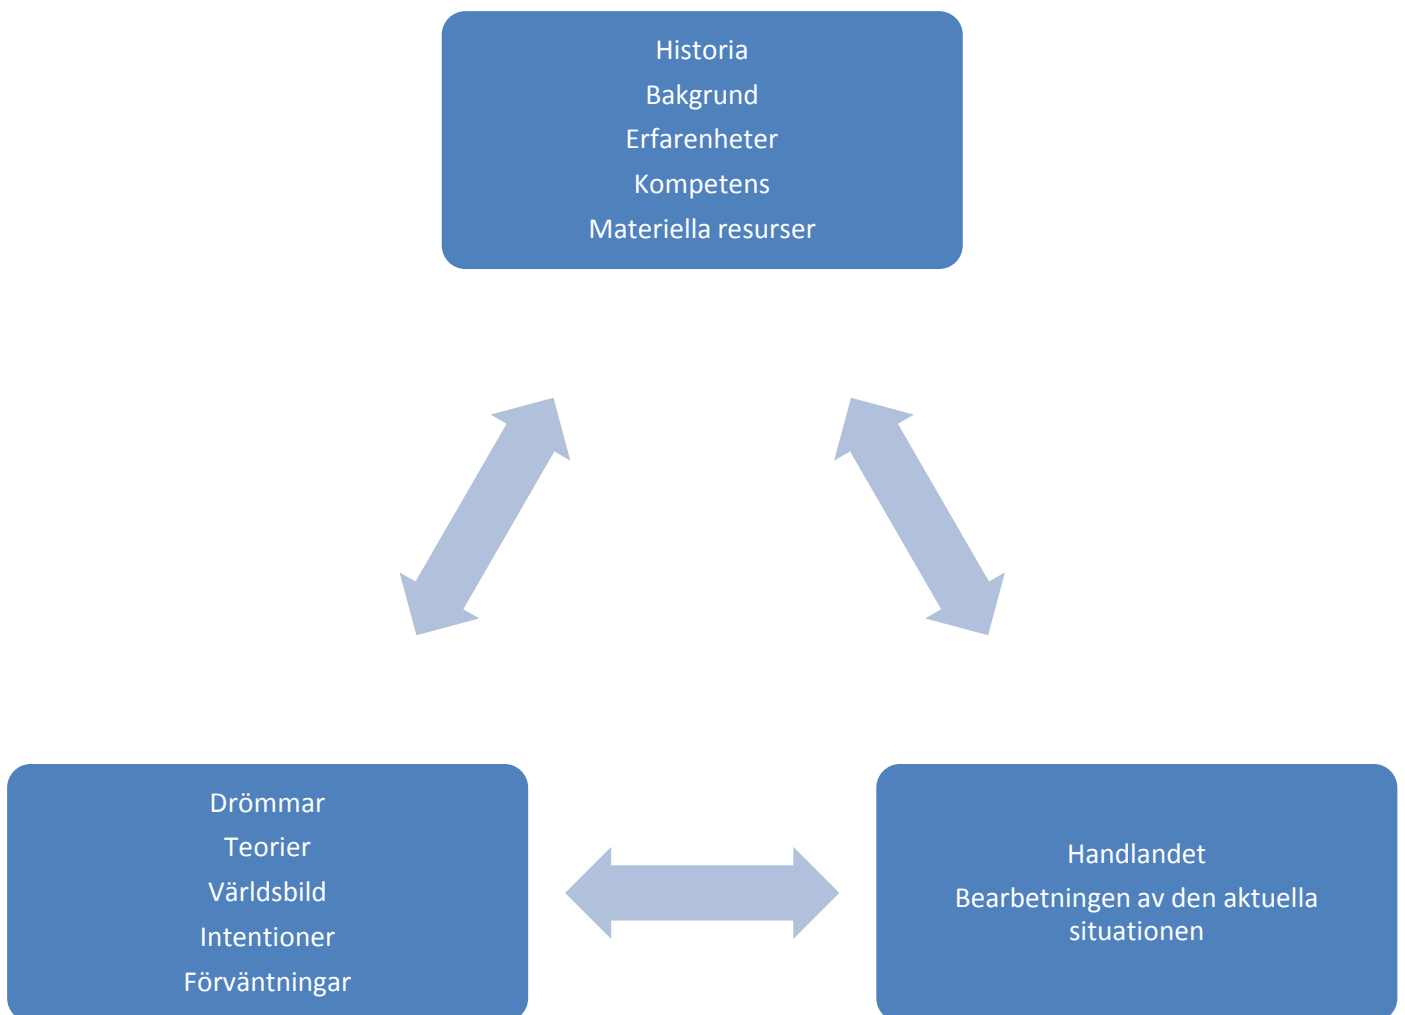 Historia
Bakgrund
Erfarenheter
Kompetens
Materiella resurser
Drömmar
Teorier
Världsbild
Intentioner
Förväntningar
Handlandet
Bearbetningen av den aktuella
situationen